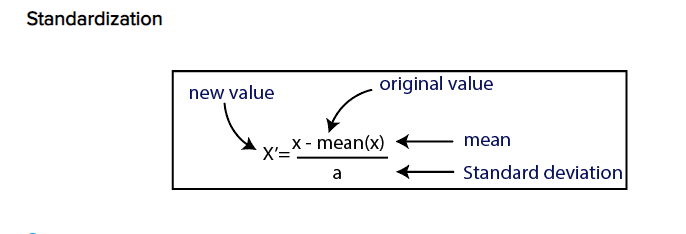 Standardization
new value
original value
X′= x - mean(x)
mean
a
Standard deviation